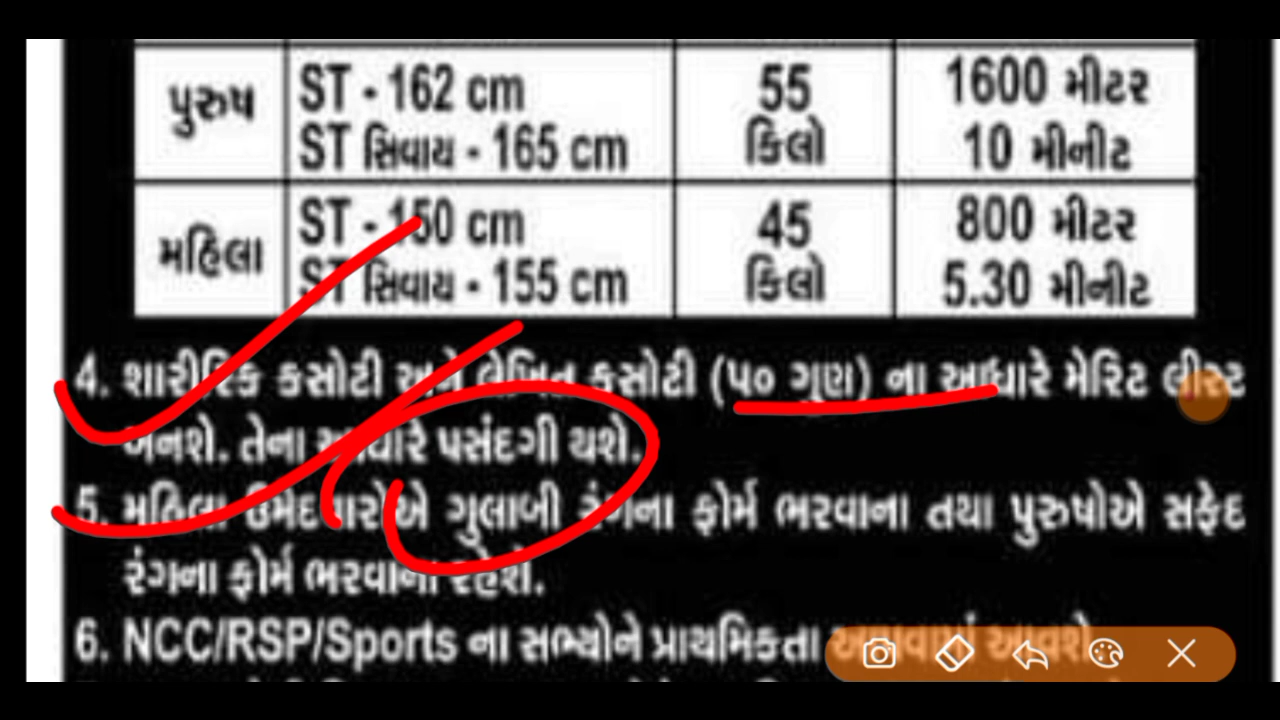 પુરુષ ST - 162 cm 55 1600 મીટર
ST સિવાય - 165 cm કિલો 10 મીનીટ
મહિલા ST - 150 cm 45 800 મીટર
ST સિવાય - 155 cm કિલો 5.30 મીનીટ
4. શારીરિક કસોટી અને લેખિત કસોટી (૫૦ ગુણ) ના આધારે મેરિટ લીસ્ટ
બનશે. તેના આધારે પસંદગી થશે.
5. મહિલા ઉમેદવારોએ ગુલાબી રંગના ફોર્મ ભરવાના તથા પુરુષોએ સફેદ
રંગના ફોર્મ ભરવાના રહેશે.
6. NCC/RSP/Sports ના સભ્યોને પ્રાથમિકતા આપવામાં આવશે